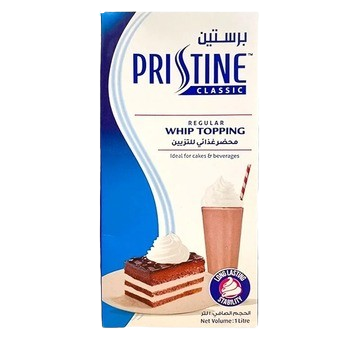 برستين
PRISTINE™
CLASSIC
REGULAR
WHIP TOPPING
محضر غذائي للتزيين
Ideal for cakes & beverages
LONG LASTING
STABILITY
الحجم الصافي: ١ لتر
Net Volume: 1 Litre